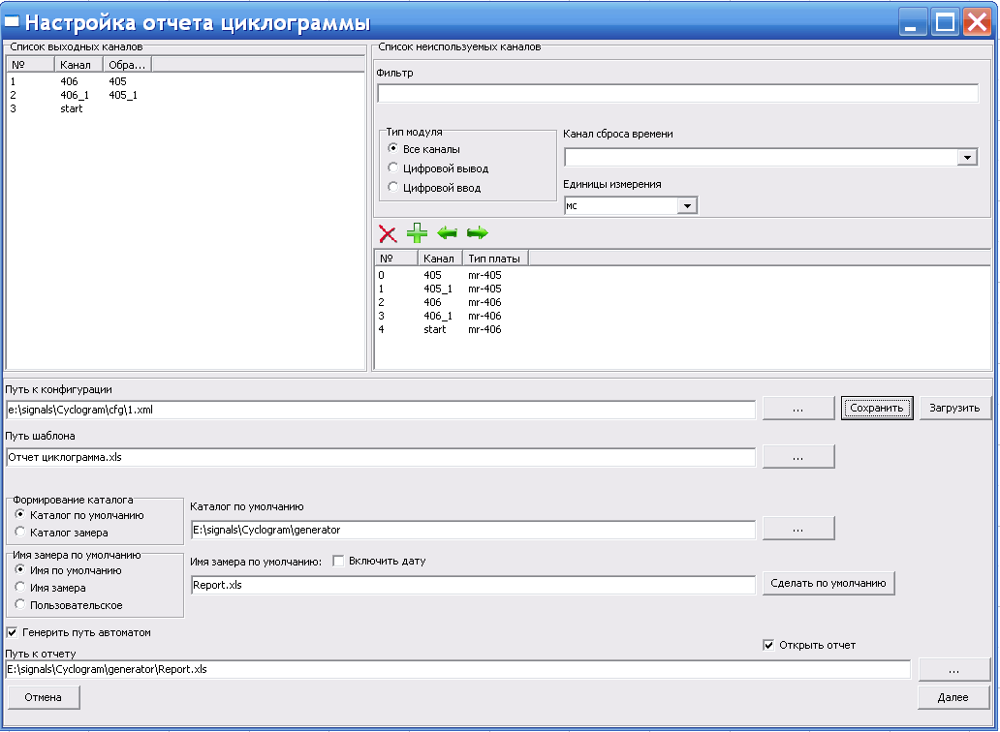 Настройка отчета циклограммы
Список выходных каналов
№ Канал Обра...
1 406 405
2 406_1 405_1
3 start
Список неиспользуемых каналов
Фильтр
Тип модуля
Все каналы
Цифровой вывод
Цифровой ввод
Канал сброса времени
Единицы измерения
мс
№ Канал Тип платы
0 405 mr-405
1 405_1 mr-405
2 406 mr-406
3 406_1 mr-406
4 start mr-406
Путь к конфигурации
e:\signals\Cyclogram\cfg\1.xml ... Сохранить Загрузить
Путь шаблона
Отчет циклограмма.xls ...
Формирование каталога
Каталог по умолчанию
Каталог замера
Каталог по умолчанию
E:\signals\Cyclogram\generator ...
Имя замера по умолчанию
Имя по умолчанию
Имя замера
Пользовательское
Имя замера по умолчанию: Включить дату
Report.xls Сделать по умолчанию
Генерить путь автоматом
Открыть отчет
Путь к отчету
E:\signals\Cyclogram\generator\Report.xls ...
Отмена Далее